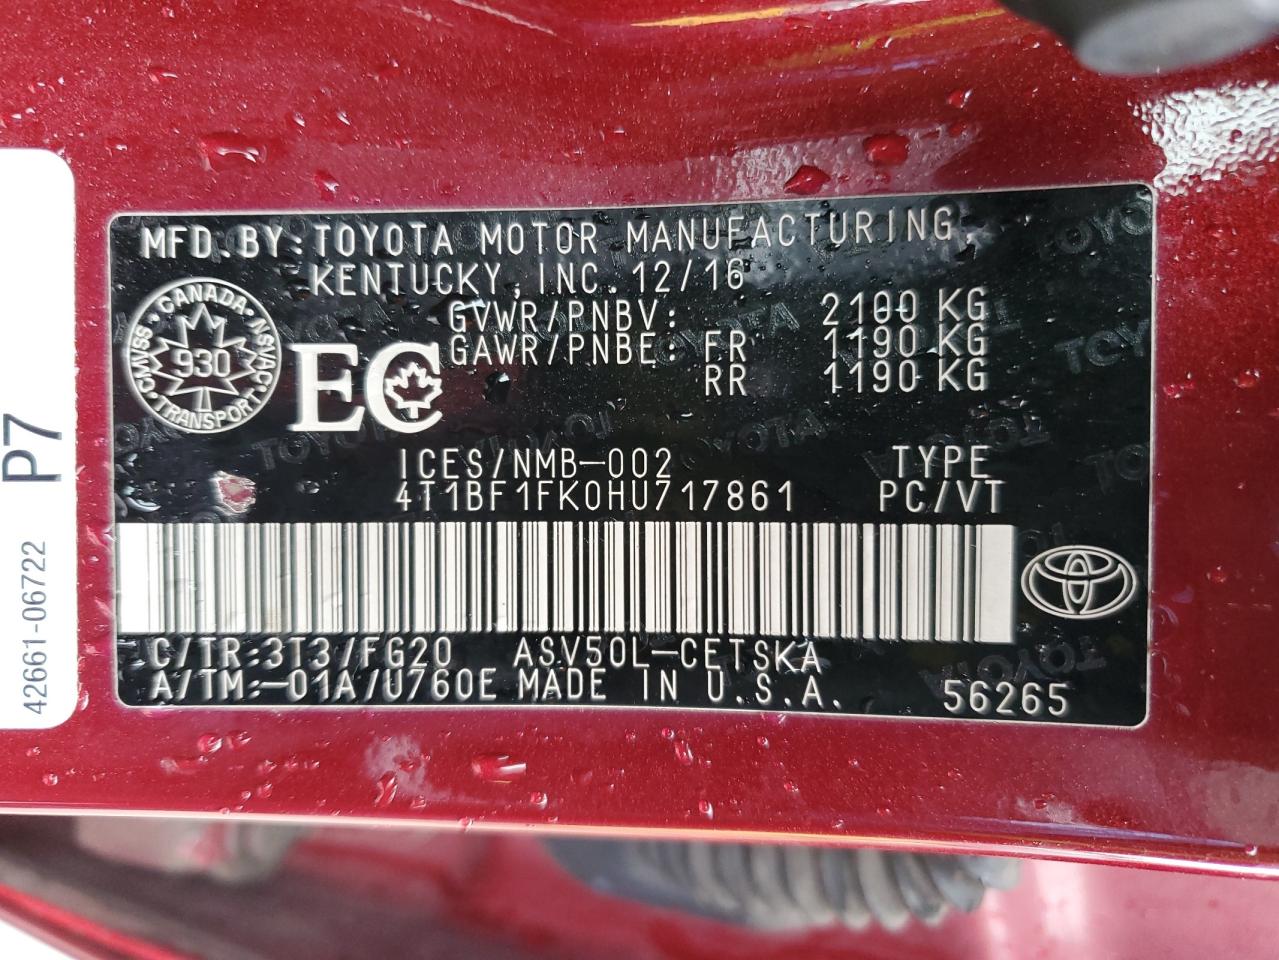 MFD. BY: TOYOTA MOTOR MANUFACTURING,
KENTUCKY, INC. 12/16
GVWR/PNBV: 2100 KG
GAWR/PNBE: FR 1190 KG
RR 1190 KG
CANADA
930
TRANSPORT
EC
ICES/NMB-002 TYPE
4T1BF1FK0HU717861 PC/VT
C/TR:3T3/FG20 ASV50L-CETSKA
A/TM:-01A/U760E MADE IN U.S.A. 56265
P7
42661-06722